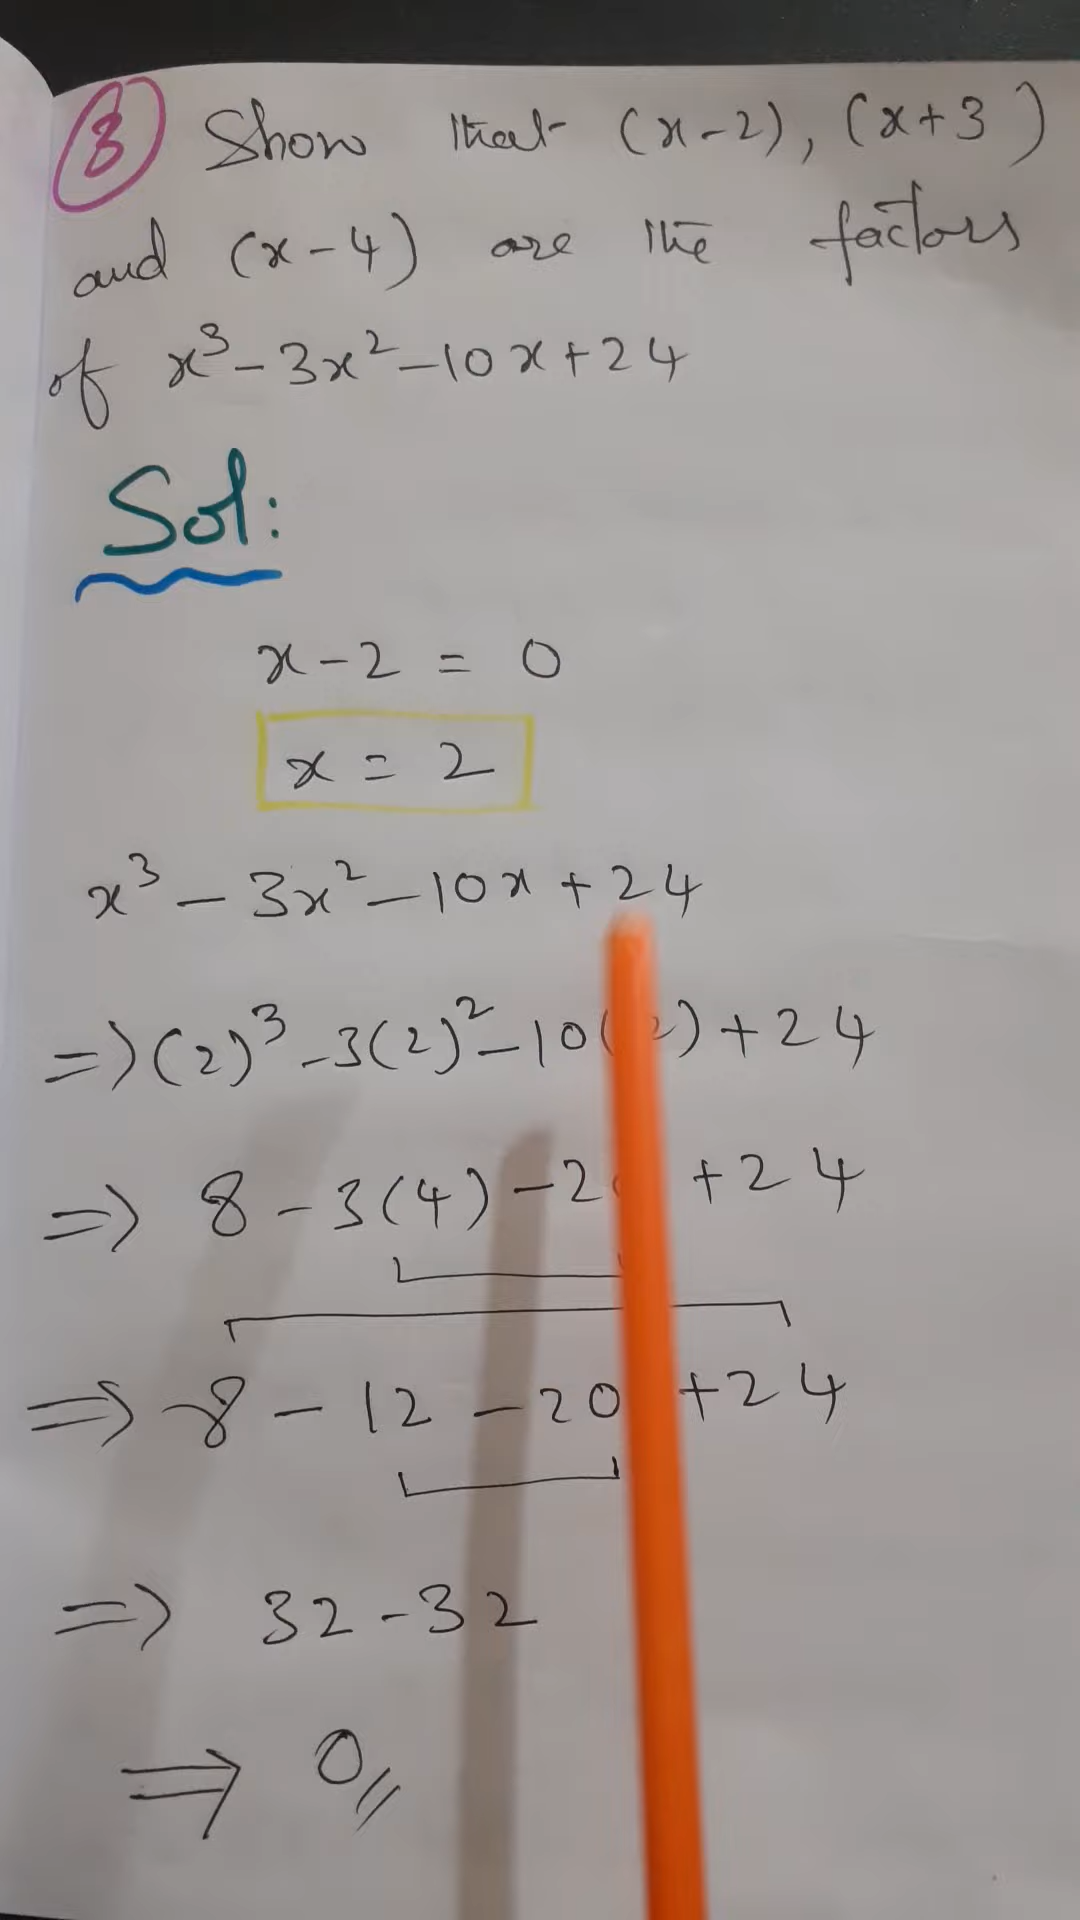 3 Show that (x-2), (x+3)
and (x-4) are the factors
of x³-3x²-10x+24
Sol:
x-2 = 0
x = 2
x³ - 3x² - 10x + 24
=> (2)³ -3(2)² - 10(2) + 24
=> 8 - 3(4) - 2 + 24
=> 8 - 12 - 20 + 24
=> 32 - 32
=> 0